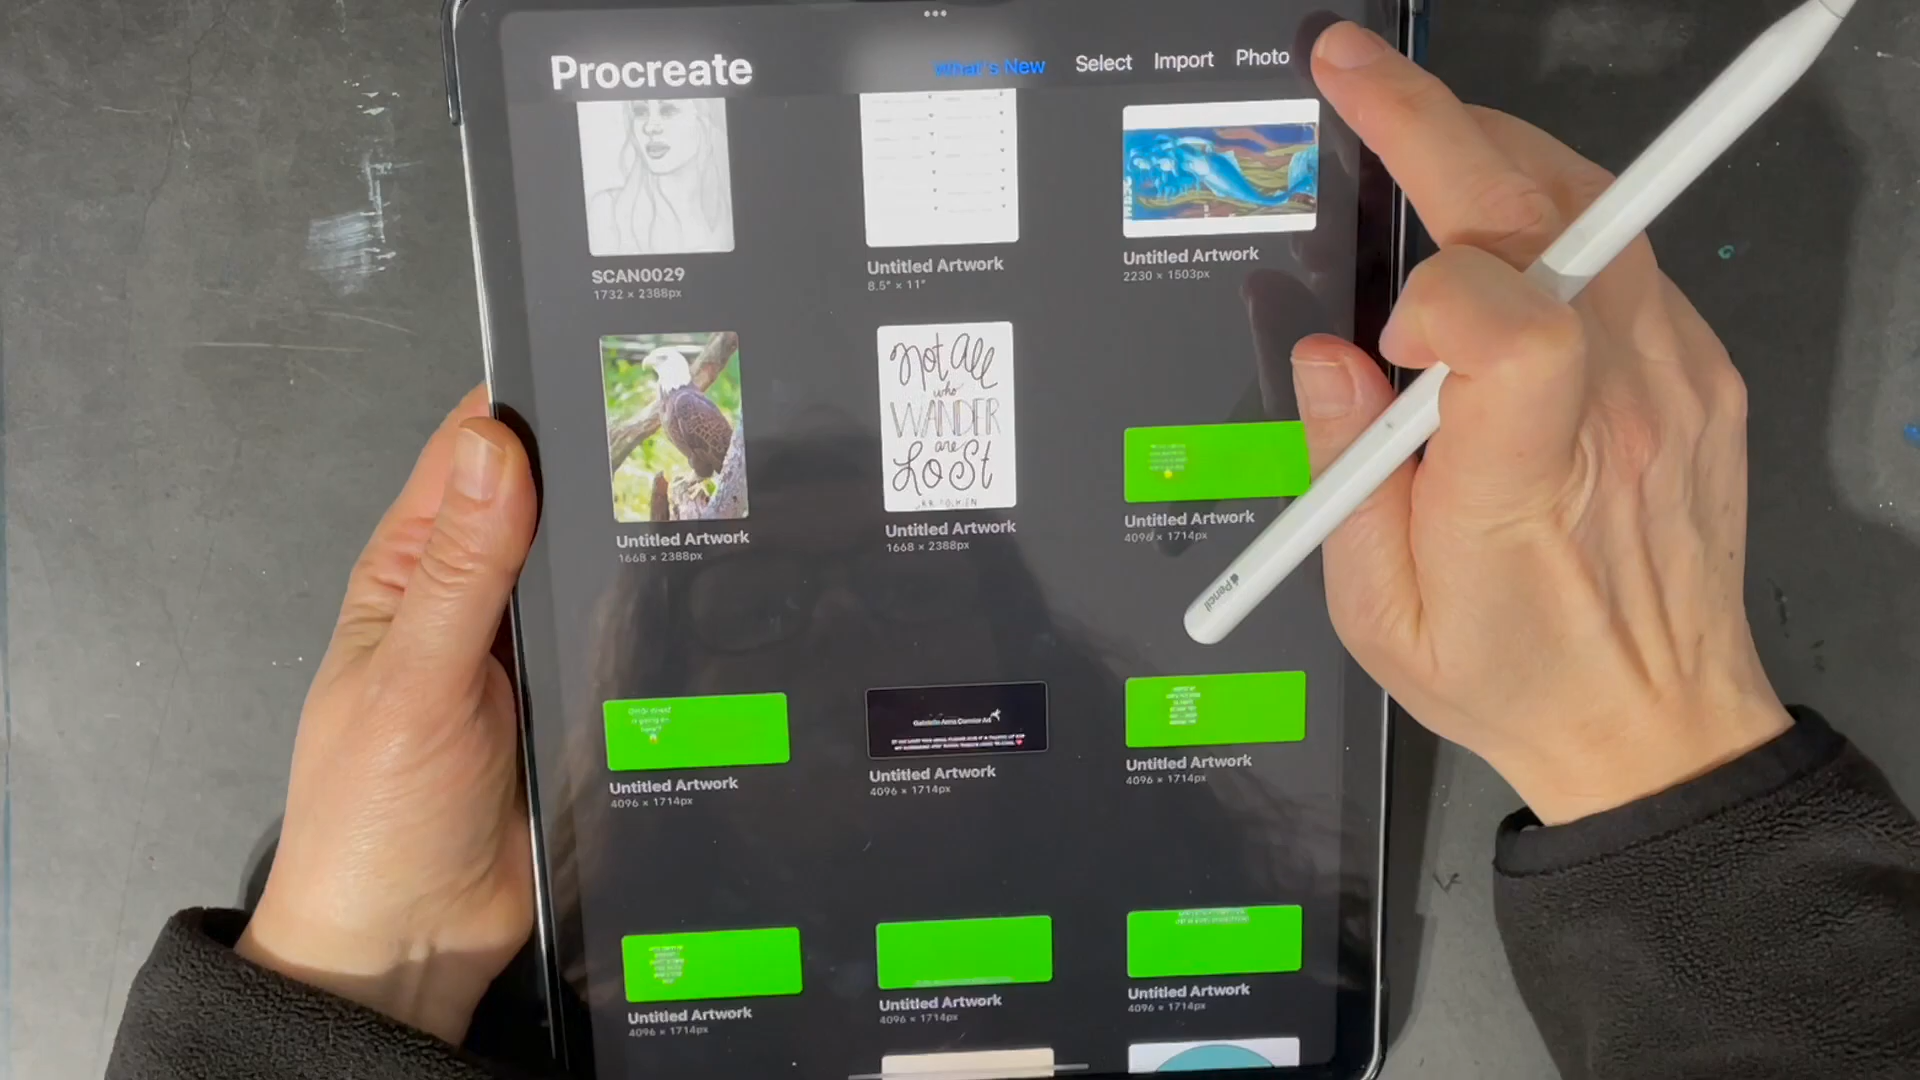 Procreate
What's New
Select
Import
Photo
SCAN0029
1732 × 2388px
Untitled Artwork
8.5" × 11"
Untitled Artwork
2230 × 1503px
Not All
who
WANDER
are
LoSt
Untitled Artwork
1668 × 2388px
Untitled Artwork
1668 × 2388px
Untitled Artwork
4096 × 1714px
Pencil
Untitled Artwork
4096 × 1714px
Untitled Artwork
4096 × 1714px
Untitled Artwork
4096 × 1714px
Untitled Artwork
4096 × 1714px
Untitled Artwork
4096 × 1714px
Untitled Artwork
4096 × 1714px